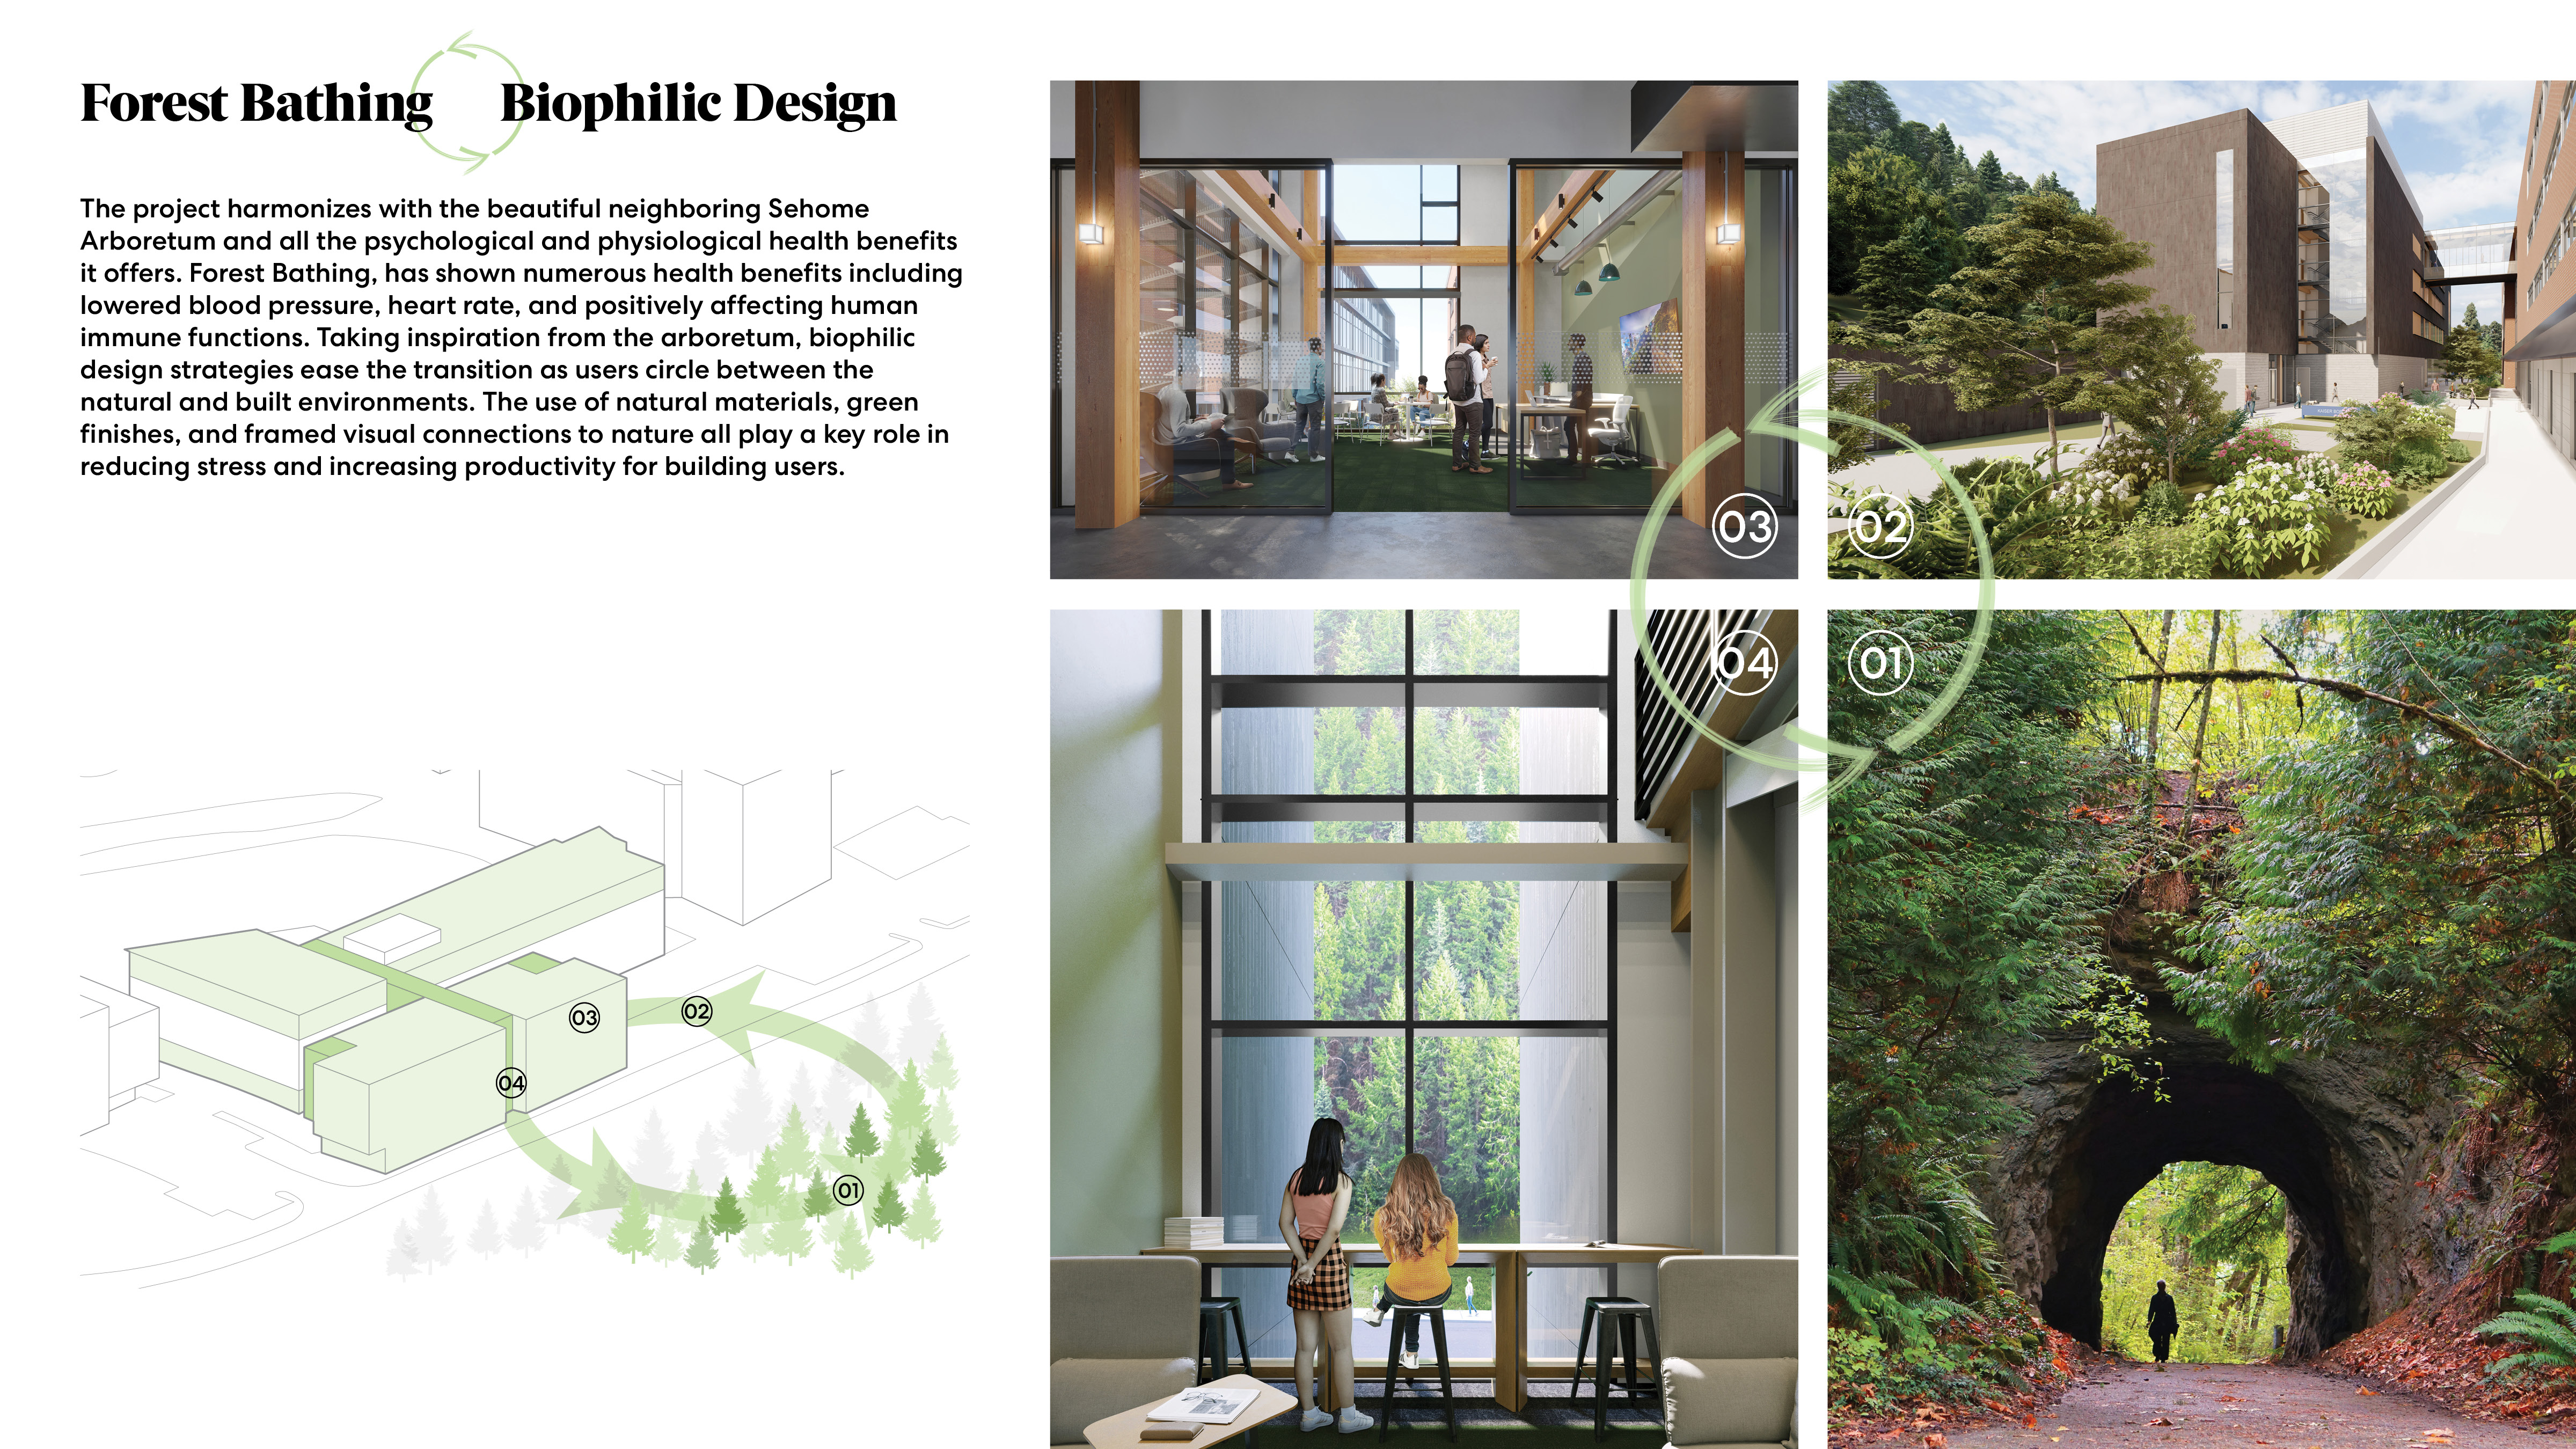 Forest Bathing Biophilic Design
The project harmonizes with the beautiful neighboring Sehome
Arboretum and all the psychological and physiological health benefits
it offers. Forest Bathing, has shown numerous health benefits including
lowered blood pressure, heart rate, and positively affecting human
immune functions. Taking inspiration from the arboretum, biophilic
design strategies ease the transition as users circle between the
natural and built environments. The use of natural materials, green
finishes, and framed visual connections to nature all play a key role in
reducing stress and increasing productivity for building users.
03
02
04
01
03
02
04
01